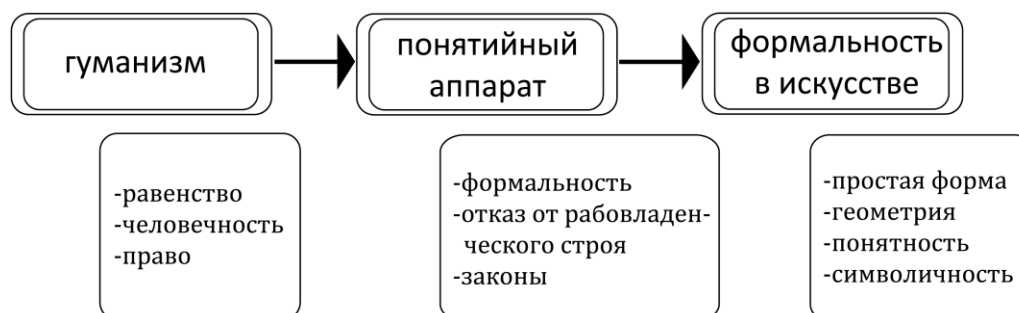 гуманизм
понятийный
аппарат
формальность
в искусстве
-равенство
-человечность
-право
-формальность
-отказ от рабовладен-
ческого строя
-законы
-простая форма
-геометрия
-понятность
-символичность